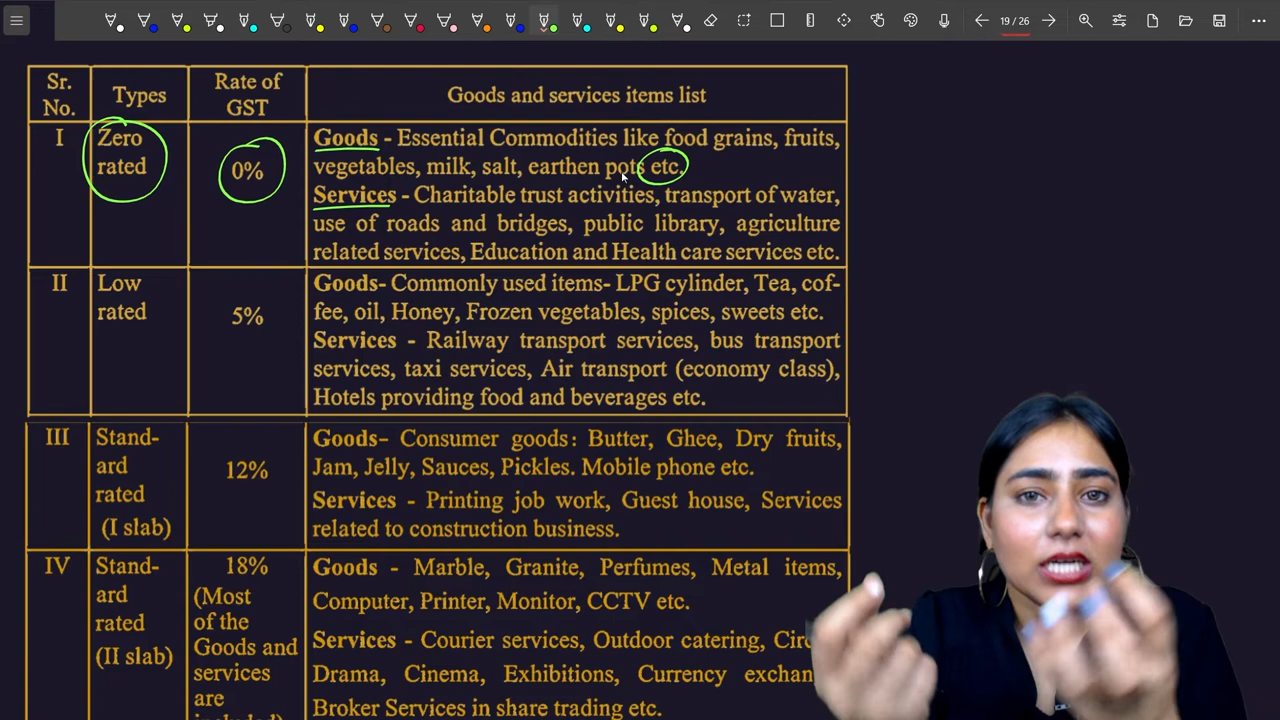 19 / 26
Sr. No.
Types
Rate of GST
Goods and services items list
I
Zero rated
0%
Goods - Essential Commodities like food grains, fruits,
vegetables, milk, salt, earthen pots etc.
Services - Charitable trust activities, transport of water,
use of roads and bridges, public library, agriculture
related services, Education and Health care services etc.
II
Low rated
5%
Goods- Commonly used items- LPG cylinder, Tea, cof-
fee, oil, Honey, Frozen vegetables, spices, sweets etc.
Services - Railway transport services, bus transport
services, taxi services, Air transport (economy class),
Hotels providing food and beverages etc.
III
Stand-
ard
rated
(I slab)
12%
Goods– Consumer goods: Butter, Ghee, Dry fruits,
Jam, Jelly, Sauces, Pickles. Mobile phone etc.
Services - Printing job work, Guest house, Services
related to construction business.
IV
Stand-
ard
rated
(II slab)
18%
(Most
of the
Goods and
services
are
Goods - Marble, Granite, Perfumes, Metal items,
Computer, Printer, Monitor, CCTV etc.
Services - Courier services, Outdoor catering,
Drama, Cinema, Exhibitions, Currency
Broker Services in share trading etc.